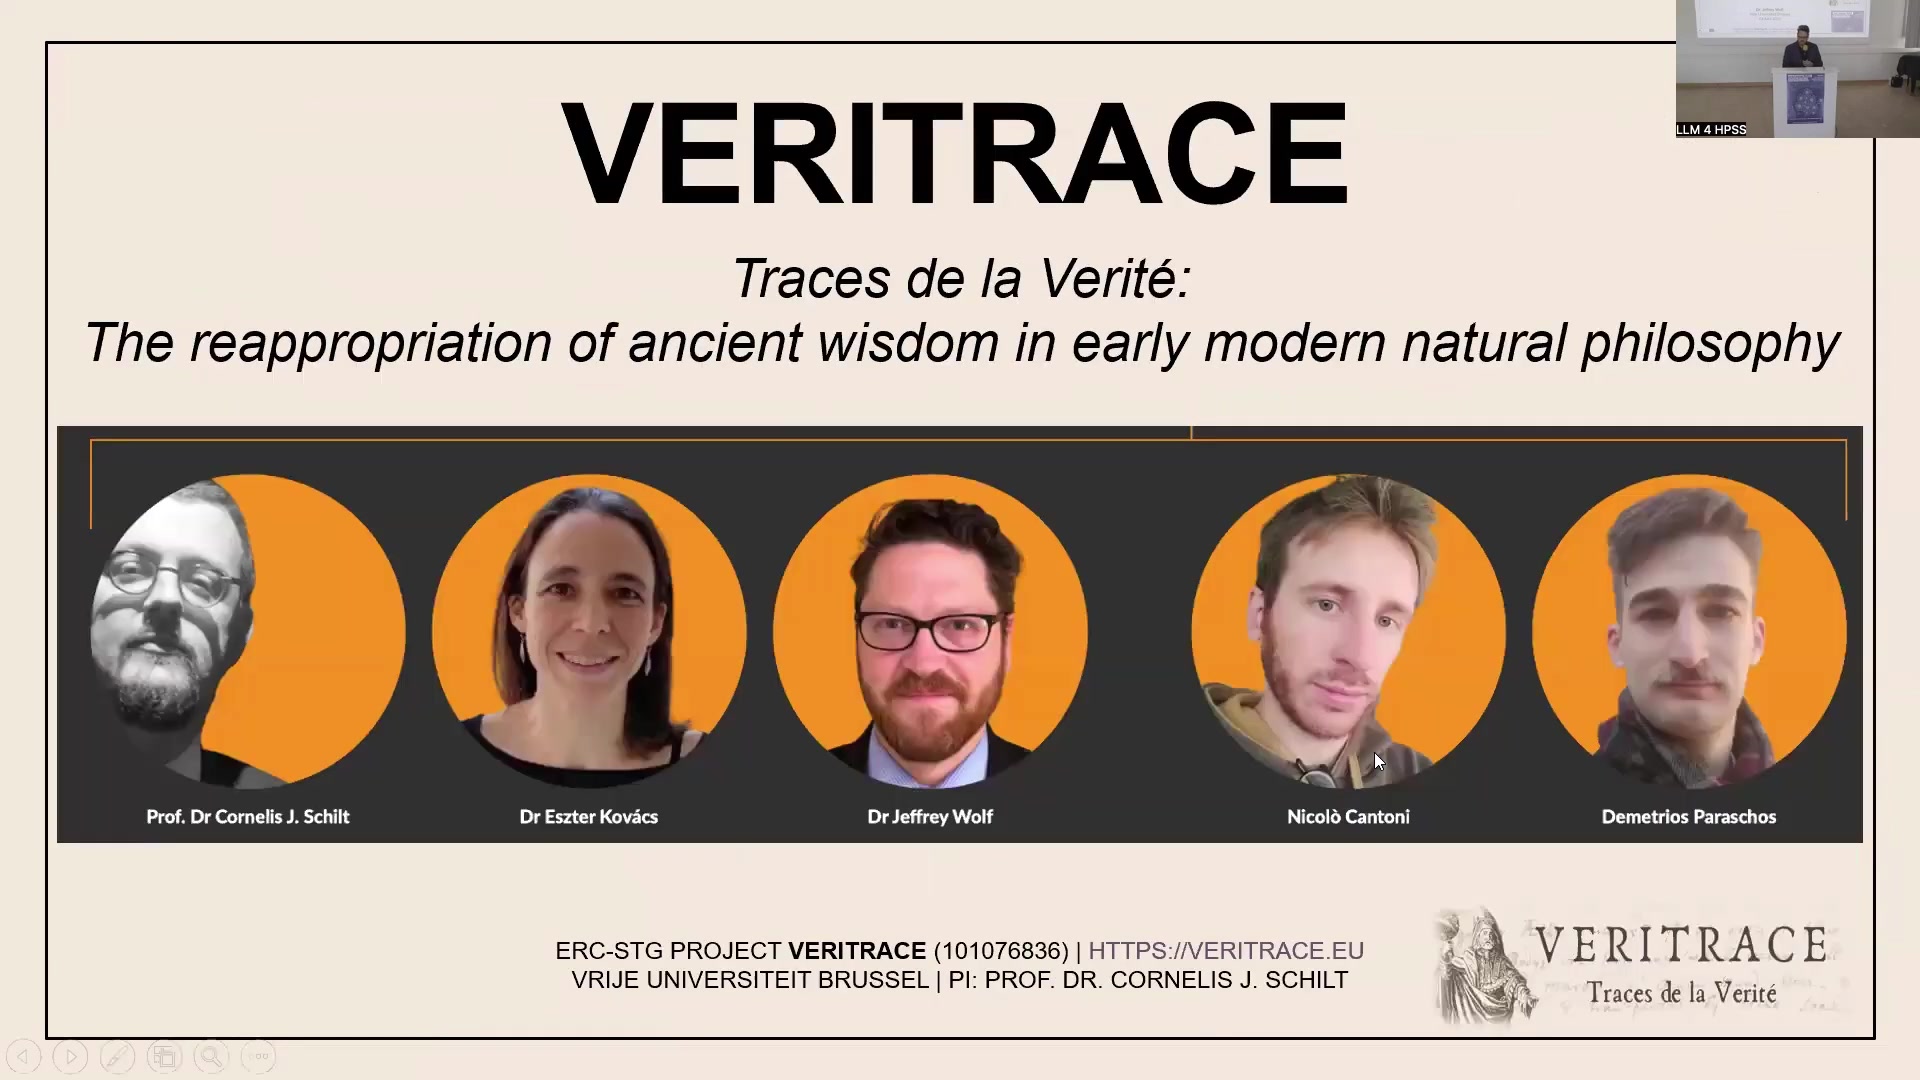 VERITRACE
Traces de la Verité:
The reappropriation of ancient wisdom in early modern natural philosophy
LLM 4 HPSS
Prof. Dr Cornelis J. Schilt
Dr Eszter Kovács
Dr Jeffrey Wolf
Nicolò Cantoni
Demetrios Paraschos
ERC-STG PROJECT VERITRACE (101076836) | HTTPS://VERITRACE.EU
VRIJE UNIVERSITEIT BRUSSEL | PI: PROF. DR. CORNELIS J. SCHILT
VERITRACE
Traces de la Verité